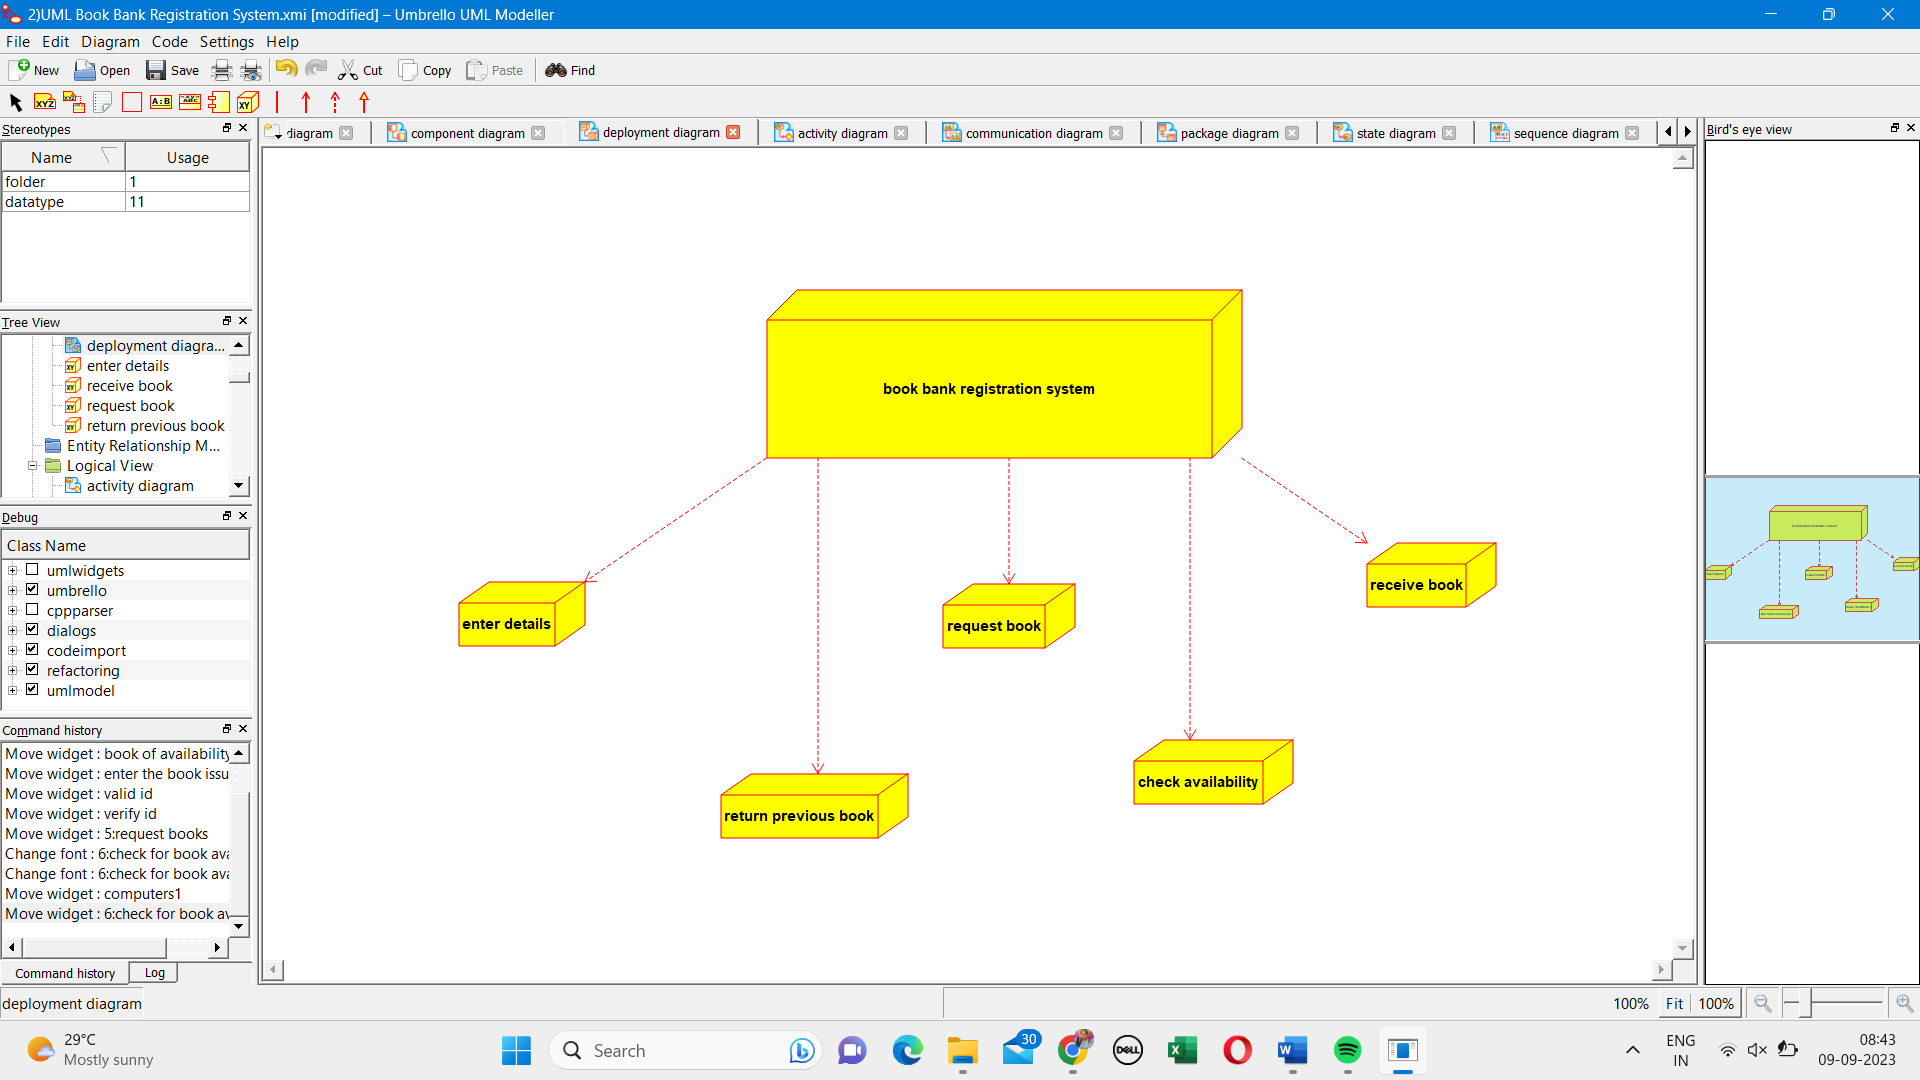 2)UML Book Bank Registration System.xmi [modified] – Umbrello UML Modeller
File Edit Diagram Code Settings Help
New Open Save Cut Copy Paste Find
XYZ A:B XY
Stereotypes
Name Usage
folder 1
datatype 11
Tree View
deployment diagra...
enter details
receive book
request book
return previous book
Entity Relationship M...
Logical View
activity diagram
Debug
Class Name
umlwidgets
umbrello
cppparser
dialogs
codeimport
refactoring
umlmodel
Command history
Move widget : book of availability
Move widget : enter the book issu
Move widget : valid id
Move widget : verify id
Move widget : 5:request books
Change font : 6:check for book ava
Change font : 6:check for book ava
Move widget : computers1
Move widget : 6:check for book av
Command history Log
deployment diagram
diagram component diagram deployment diagram activity diagram communication diagram package diagram state diagram sequence diagram
book bank registration system
enter details
request book
receive book
return previous book
check availability
Bird's eye view
100% Fit 100%
29°C
Mostly sunny
Search
30
DELL
ENG
IN
08:43
09-09-2023